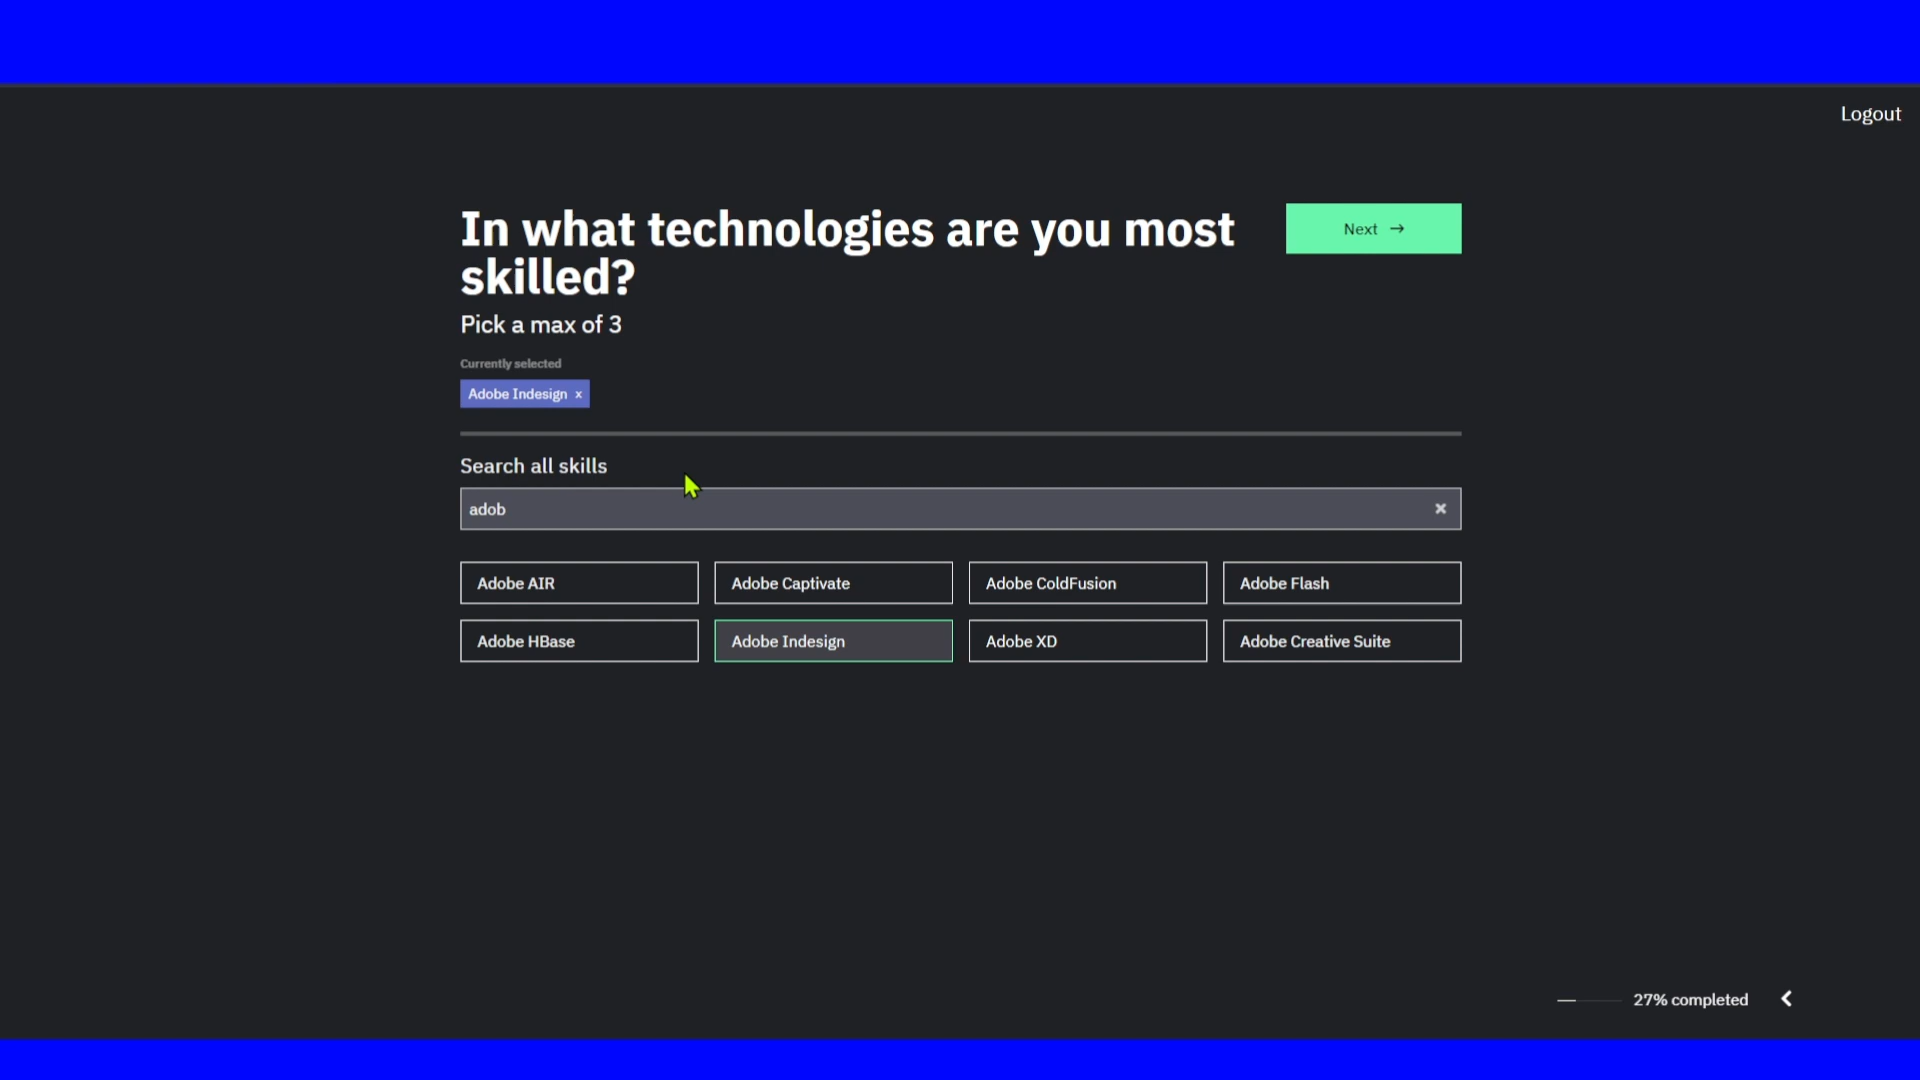 Logout
In what technologies are you most
skilled?
Next →
Pick a max of 3
Currently selected
Adobe Indesign x
Search all skills
adob
Adobe AIR
Adobe Captivate
Adobe ColdFusion
Adobe Flash
Adobe HBase
Adobe Indesign
Adobe XD
Adobe Creative Suite
27% completed